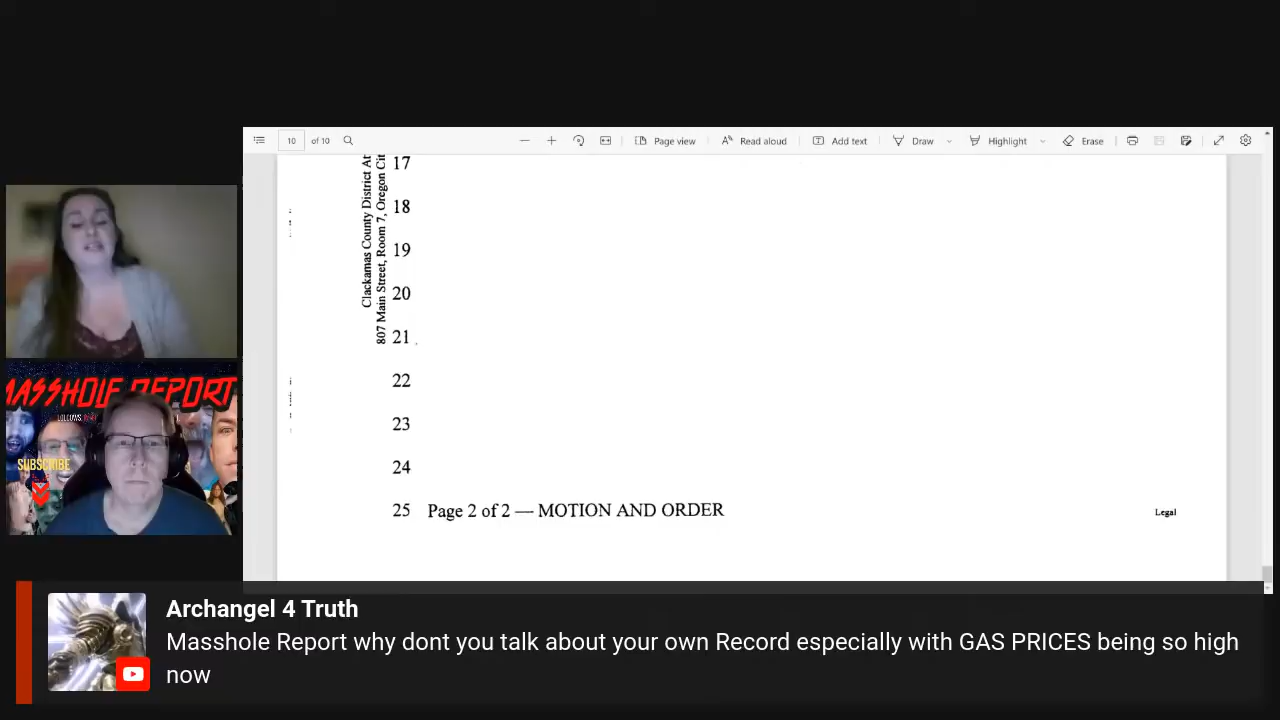 10 of 10
Page view
Read aloud
Add text
Draw
Highlight
Erase
Clackamas County District At
807 Main Street, Room 7, Oregon Cit
17
18
19
20
21
22
23
24
25 Page 2 of 2 — MOTION AND ORDER
Legal
MASSHOLE REPORT
LOLCOWS
SUBSCRIBE
Archangel 4 Truth
Masshole Report why dont you talk about your own Record especially with GAS PRICES being so high
now